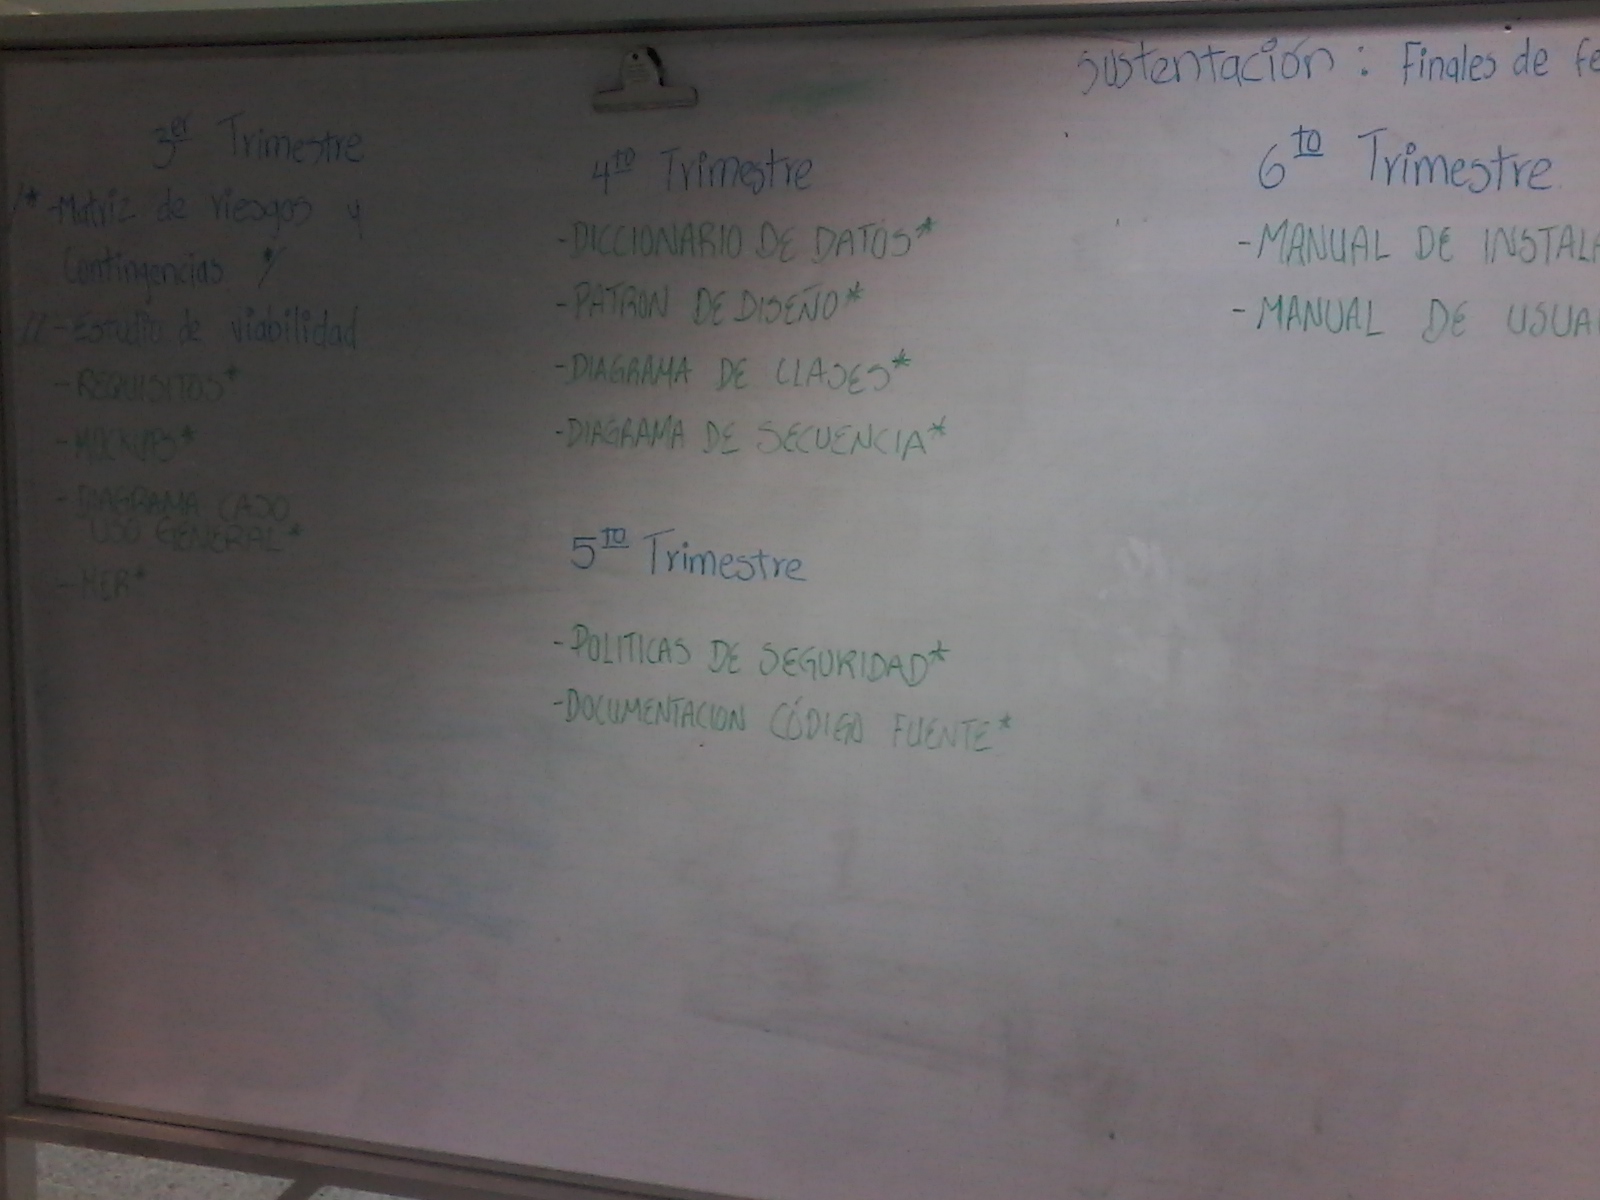 Sustentación : Finales de fe
3er Trimestre
/* -Matriz de riesgos y
Contingencias */
// -Estudio de viabilidad
-REQUISITOS*
-MOCKUPS*
-DIAGRAMA CASO
USO GENERAL*
-MER*
4to Trimestre
-DICCIONARIO DE DATOS*
-PATRON DE DISEÑO*
-DIAGRAMA DE CLASES*
-DIAGRAMA DE SECUENCIA*
5to Trimestre
-POLITICAS DE SEGURIDAD*
-DOCUMENTACION CÓDIGO FUENTE*
6to Trimestre
-MANUAL DE INSTALA
-MANUAL DE USUA